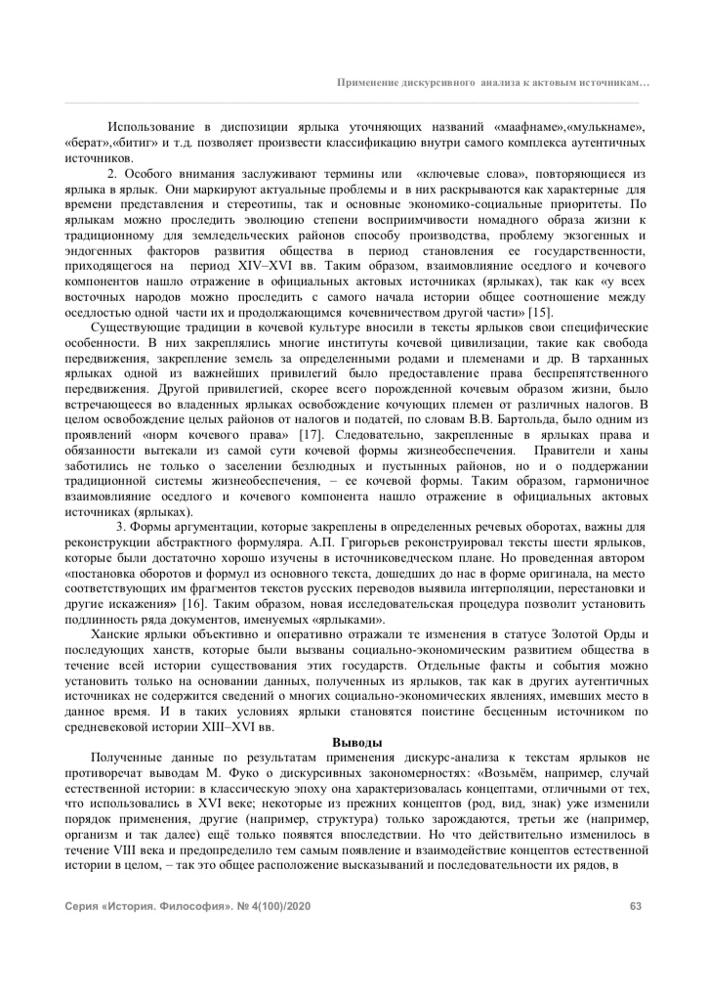 Применение дискурсивного анализа к актовым источникам…
Использование в диспозиции ярлыка уточняющих названий «маафнаме»,«мулькнаме»,
«берат»,«битиг» и т.д. позволяет произвести классификацию внутри самого комплекса аутентичных
источников.
2. Особого внимания заслуживают термины или «ключевые слова», повторяющиеся из
ярлыка в ярлык. Они маркируют актуальные проблемы и в них раскрываются как характерные для
времени представления и стереотипы, так и основные экономико-социальные приоритеты. По
ярлыкам можно проследить эволюцию степени восприимчивости номадного образа жизни к
традиционному для земледельческих районов способу производства, проблему экзогенных и
эндогенных факторов развития общества в период становления ее государственности,
приходящегося на период XIV–XVI вв. Таким образом, взаимовлияние оседлого и кочевого
компонентов нашло отражение в официальных актовых источниках (ярлыках), так как «у всех
восточных народов можно проследить с самого начала истории общее соотношение между
оседлостью одной части их и продолжающимся кочевничеством другой части» [15].
Существующие традиции в кочевой культуре вносили в тексты ярлыков свои специфические
особенности. В них закреплялись многие институты кочевой цивилизации, такие как свобода
передвижения, закрепление земель за определенными родами и племенами и др. В тарханных
ярлыках одной из важнейших привилегий было предоставление права беспрепятственного
передвижения. Другой привилегией, скорее всего порожденной кочевым образом жизни, было
встречающееся во владенных ярлыках освобождение кочующих племен от различных налогов. В
целом освобождение целых районов от налогов и податей, по словам В.В. Бартольда, было одним из
проявлений «норм кочевого права» [17]. Следовательно, закрепленные в ярлыках права и
обязанности вытекали из самой сути кочевой формы жизнеобеспечения. Правители и ханы
заботились не только о заселении безлюдных и пустынных районов, но и о поддержании
традиционной системы жизнеобеспечения, – ее кочевой формы. Таким образом, гармоничное
взаимовлияние оседлого и кочевого компонента нашло отражение в официальных актовых
источниках (ярлыках).
3. Формы аргументации, которые закреплены в определенных речевых оборотах, важны для
реконструкции абстрактного формуляра. А.П. Григорьев реконструировал тексты шести ярлыков,
которые были достаточно хорошо изучены в источниковедческом плане. Но проведенная автором
«постановка оборотов и формул из основного текста, дошедших до нас в форме оригинала, на место
соответствующих им фрагментов текстов русских переводов выявила интерполяции, перестановки и
другие искажения» [16]. Таким образом, новая исследовательская процедура позволит установить
подлинность ряда документов, именуемых «ярлыками».
Ханские ярлыки объективно и оперативно отражали те изменения в статусе Золотой Орды и
последующих ханств, которые были вызваны социально-экономическим развитием общества в
течение всей истории существования этих государств. Отдельные факты и события можно
установить только на основании данных, полученных из ярлыков, так как в других аутентичных
источниках не содержится сведений о многих социально-экономических явлениях, имевших место в
данное время. И в таких условиях ярлыки становятся поистине бесценным источником по
средневековой истории XIII–XVI вв.
Выводы
Полученные данные по результатам применения дискурс-анализа к текстам ярлыков не
противоречат выводам М. Фуко о дискурсивных закономерностях: «Возьмём, например, случай
естественной истории: в классическую эпоху она характеризовалась концептами, отличными от тех,
что использовались в XVI веке; некоторые из прежних концептов (род, вид, знак) уже изменили
порядок применения, другие (например, структура) только зарождаются, третьи же (например,
организм и так далее) ещё только появятся впоследствии. Но что действительно изменилось в
течение VIII века и предопределило тем самым появление и взаимодействие концептов естественной
истории в целом, – так это общее расположение высказываний и последовательности их рядов, в
Серия «История. Философия». № 4(100)/2020 63